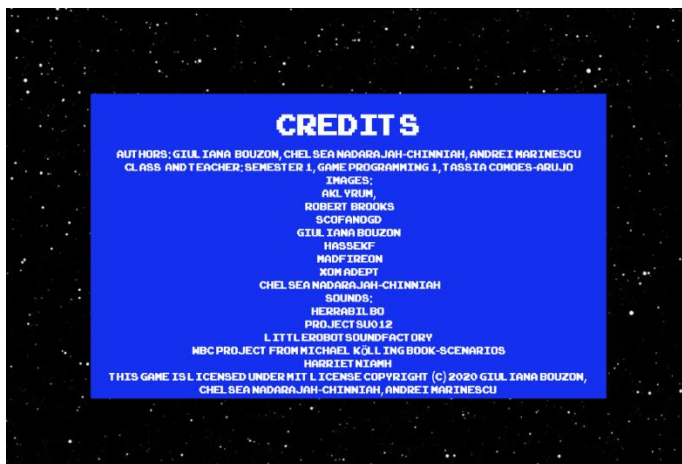 CREDITS
AUTHORS: GIULIANA BOUZON, CHELSEA NADARAJAH-CHINNIAH, ANDREI MARINESCU
CLASS AND TEACHER: SEMESTER 1, GAME PROGRAMMING 1, TASSIA COMOES-ARUJO
IMAGES:
AKLYRUM,
ROBERT BROOKS
SCOFANOGD
GIULIANA BOUZON
HASSEKF
MADFIREON
XOMADEPT
CHELSEA NADARAJAH-CHINNIAH
SOUNDS:
HERRABILBO
PROJECTSU012
LITTLEROBOTSOUNDFACTORY
WBC PROJECT FROM MICHAEL KÖLLING BOOK-SCENARIOS
HARRIETNIAMH
THIS GAME IS LICENSED UNDER MIT LICENSE COPYRIGHT (C) 2020 GIULIANA BOUZON,
CHELSEA NADARAJAH-CHINNIAH, ANDREI MARINESCU